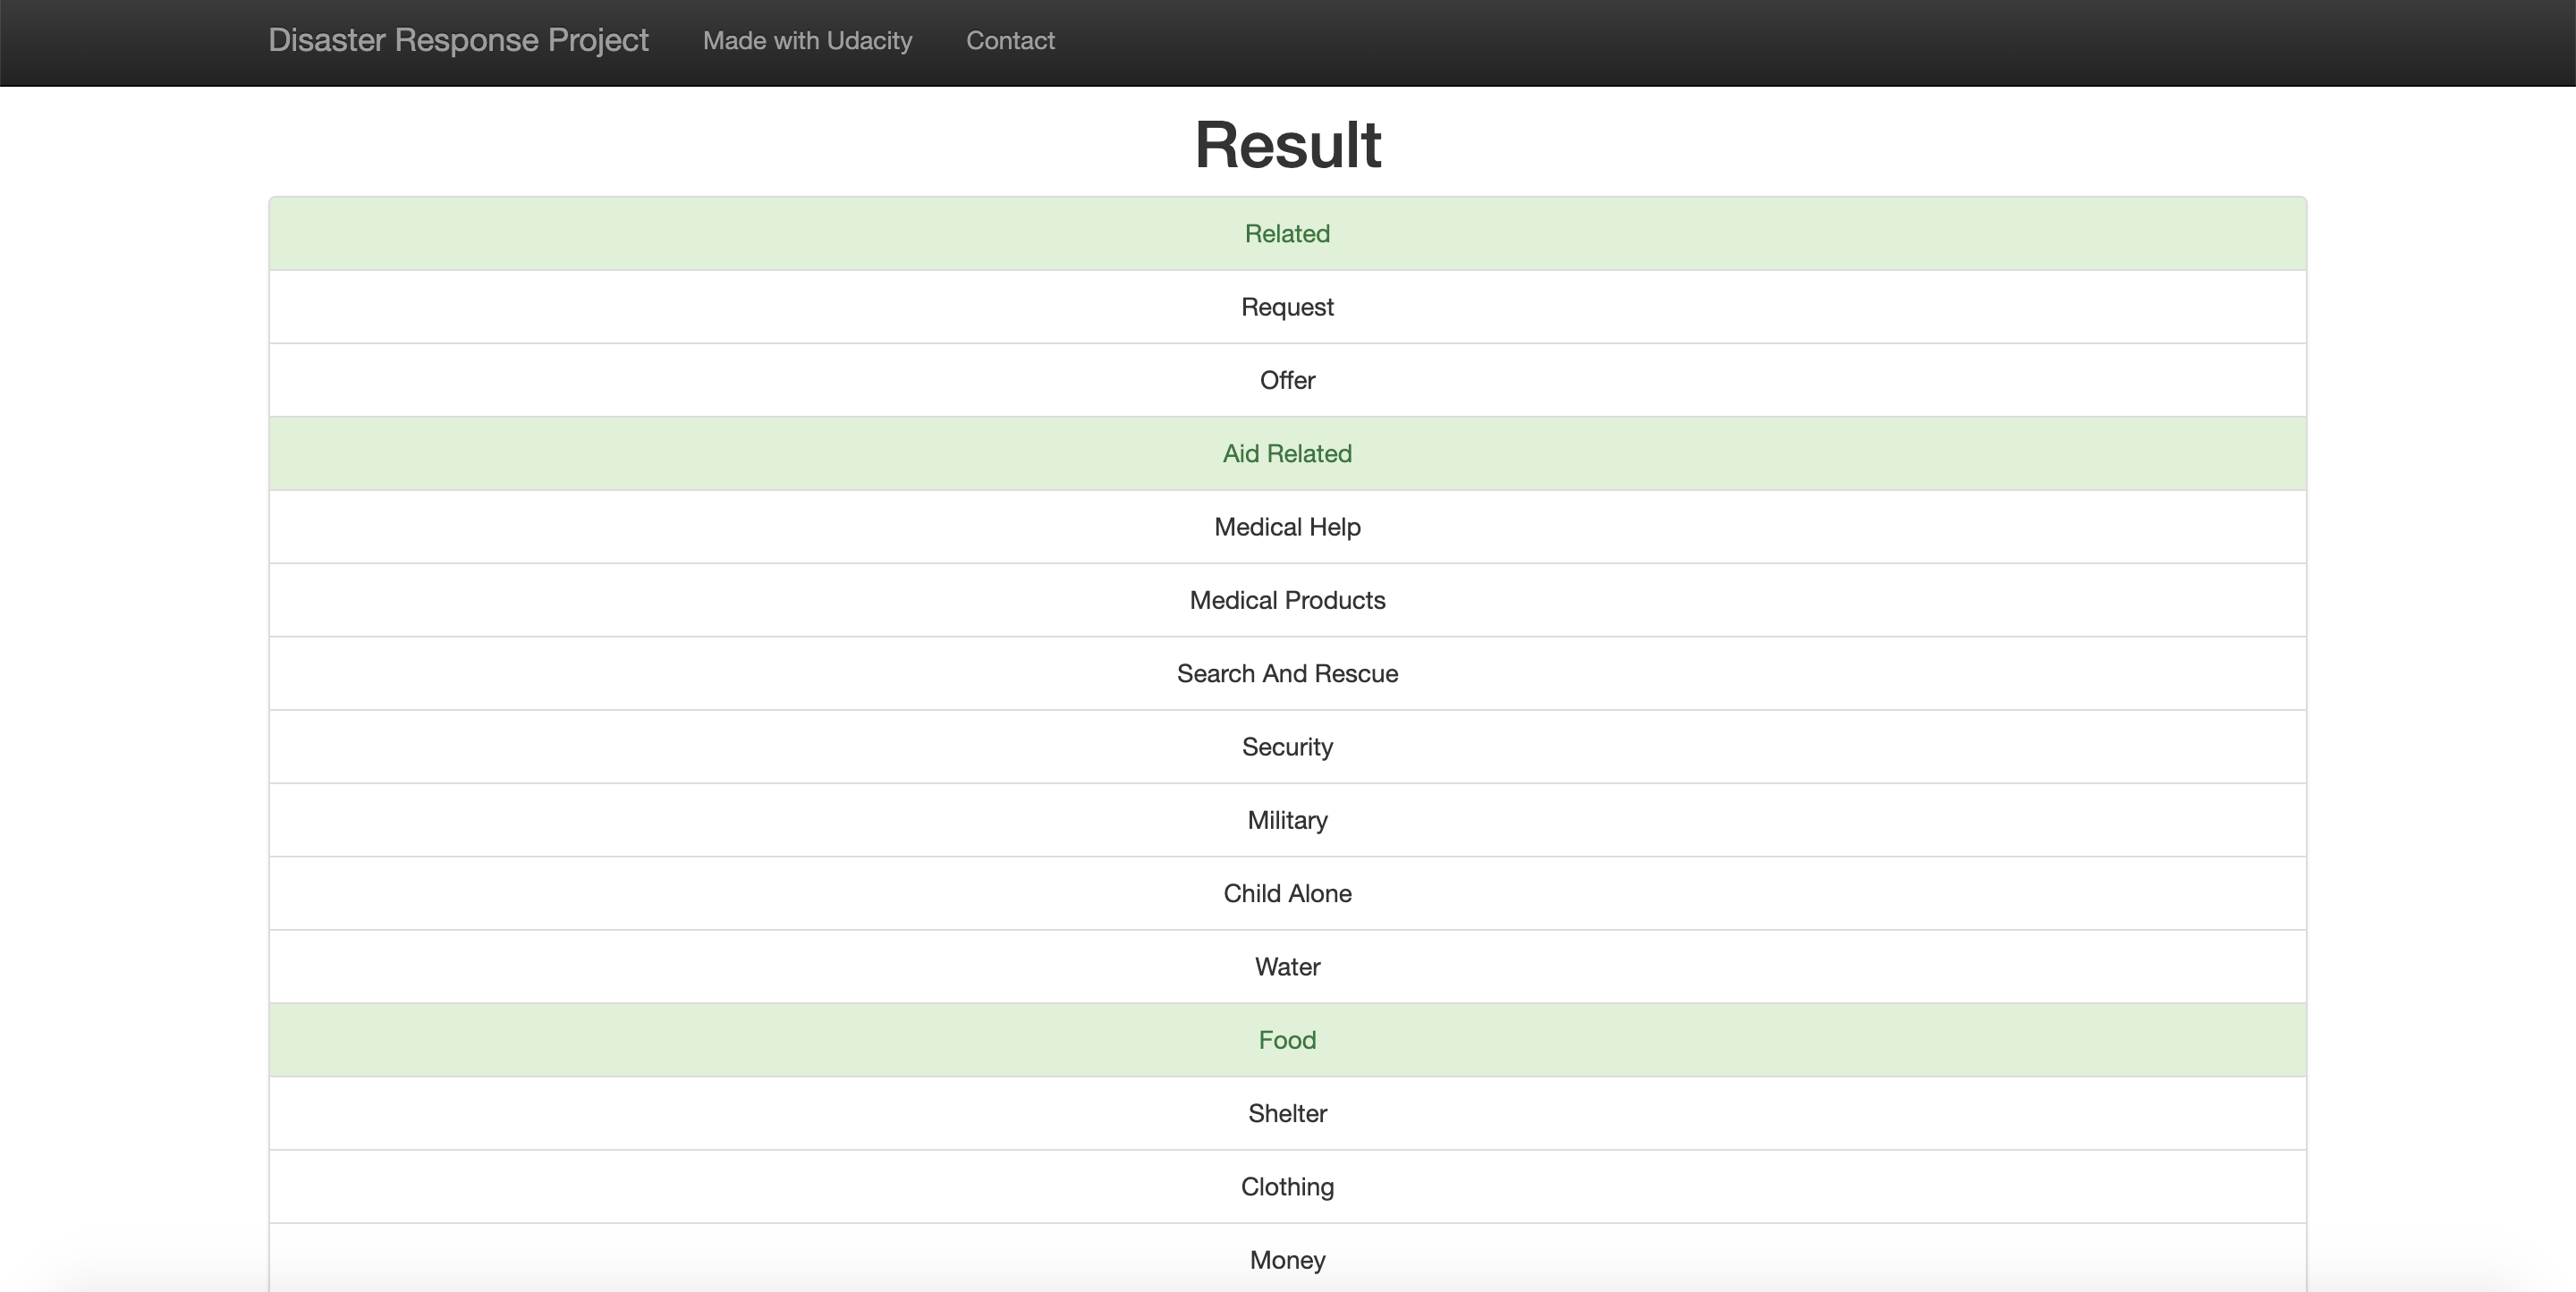 Disaster Response Project Made with Udacity Contact
Result
Related
Request
Offer
Aid Related
Medical Help
Medical Products
Search And Rescue
Security
Military
Child Alone
Water
Food
Shelter
Clothing
Money